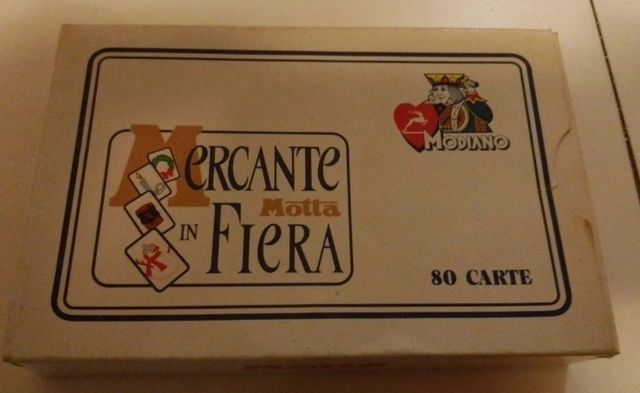 MODIANO
MERCANTE
Motta
IN FIERA
80 CARTE